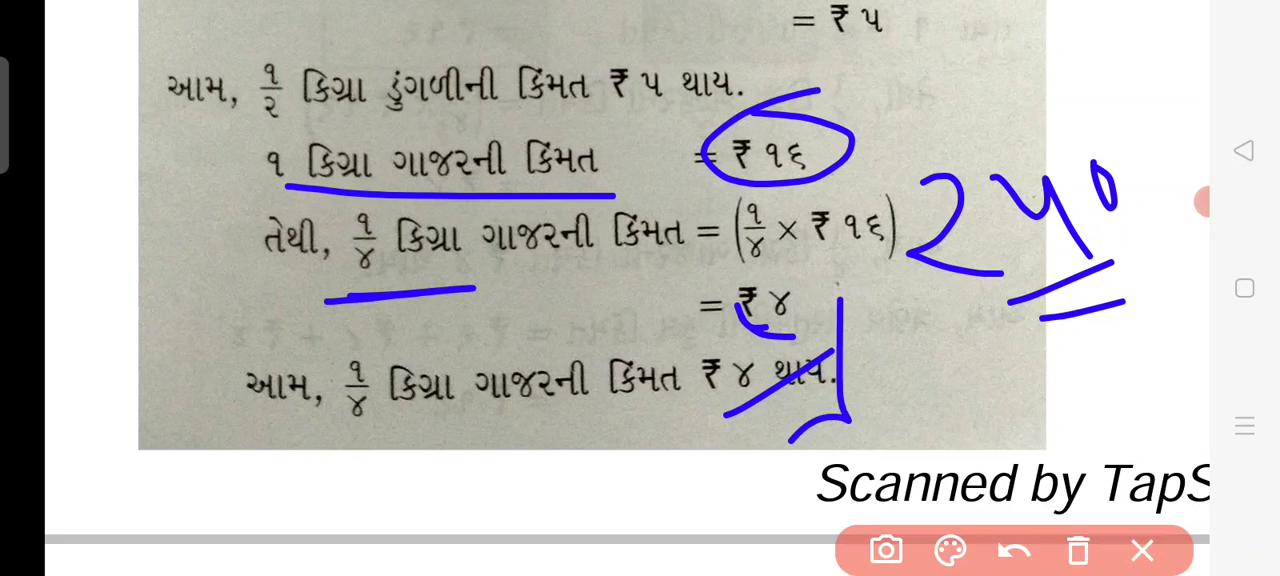 = ₹ ૫
આમ, ૧/૨ કિગ્રા ડુંગળીની કિંમત ₹ ૫ થાય.
૧ કિગ્રા ગાજરની કિંમત = ₹ ૧૬
તેથી, ૧/૪ કિગ્રા ગાજરની કિંમત = (૧/૪ × ₹ ૧૬)
૨૫૦
= ₹ ૪
આમ, ૧/૪ કિગ્રા ગાજરની કિંમત ₹ ૪ થાય.
Scanned by TapS